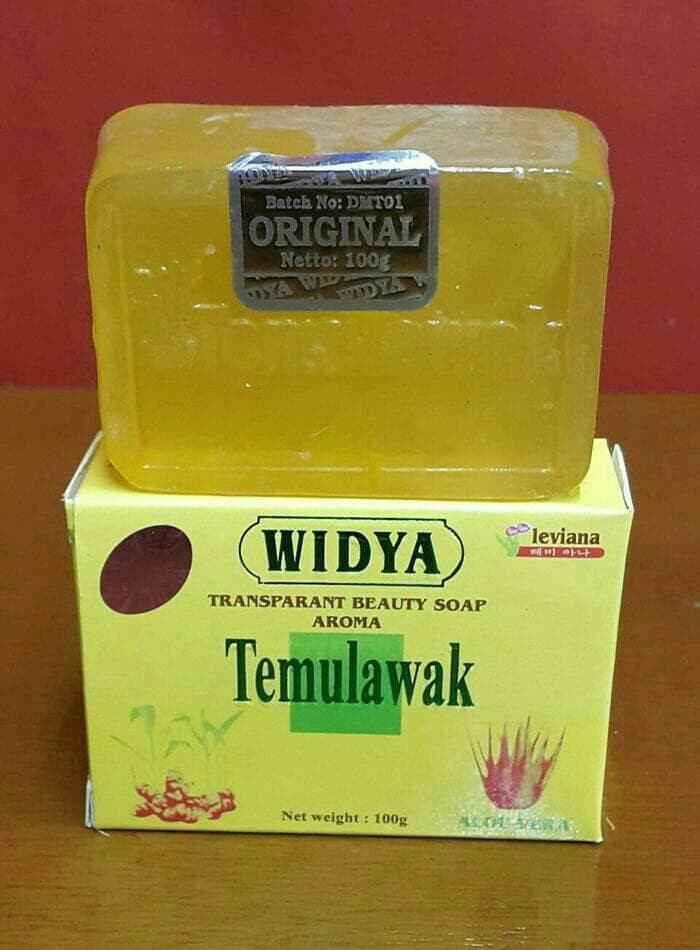 Batch No: DMT01
ORIGINAL
Netto: 100g
WIDYA
leviana
TRANSPARANT BEAUTY SOAP
AROMA
Temulawak
Net weight : 100g
ALOE VERA